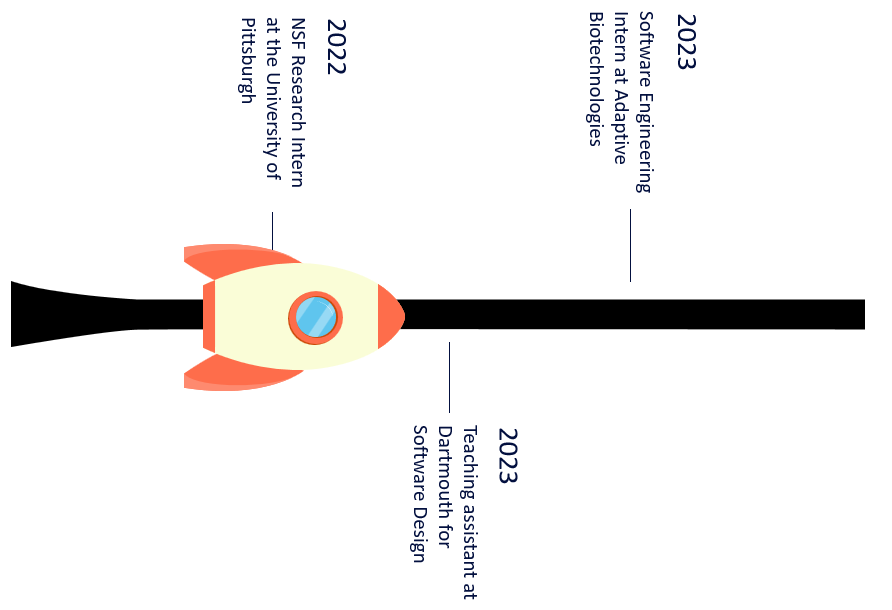 2022
NSF Research Intern
at the University of
Pittsburgh
2023
Software Engineering
Intern at Adaptive
Biotechnologies
2023
Teaching assistant at
Dartmouth for
Software Design